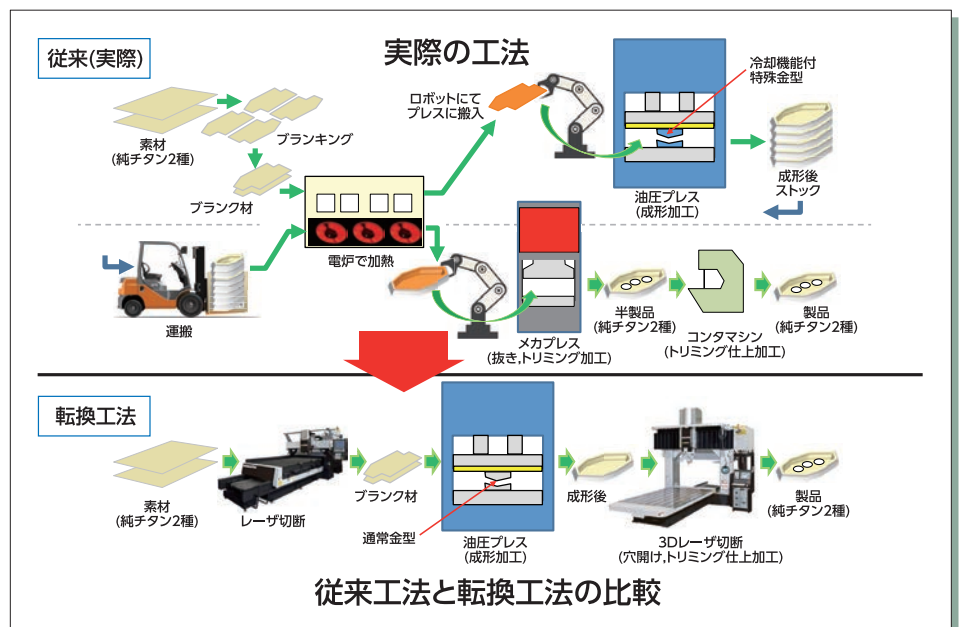 従来(実際)
実際の工法
素材
(純チタン2種)
ブランキング
ブランク材
ロボットにて
プレスに搬入
冷却機能付
特殊金型
油圧プレス
(成形加工)
成形後
ストック
電炉で加熱
運搬
メカプレス
(抜き,トリミング加工)
半製品
(純チタン2種)
コンタマシン
(トリミング仕上加工)
製品
(純チタン2種)
転換工法
素材
(純チタン2種)
レーザ切断
ブランク材
通常金型
油圧プレス
(成形加工)
成形後
3Dレーザ切断
(穴開け,トリミング仕上加工)
製品
(純チタン2種)
従来工法と転換工法の比較